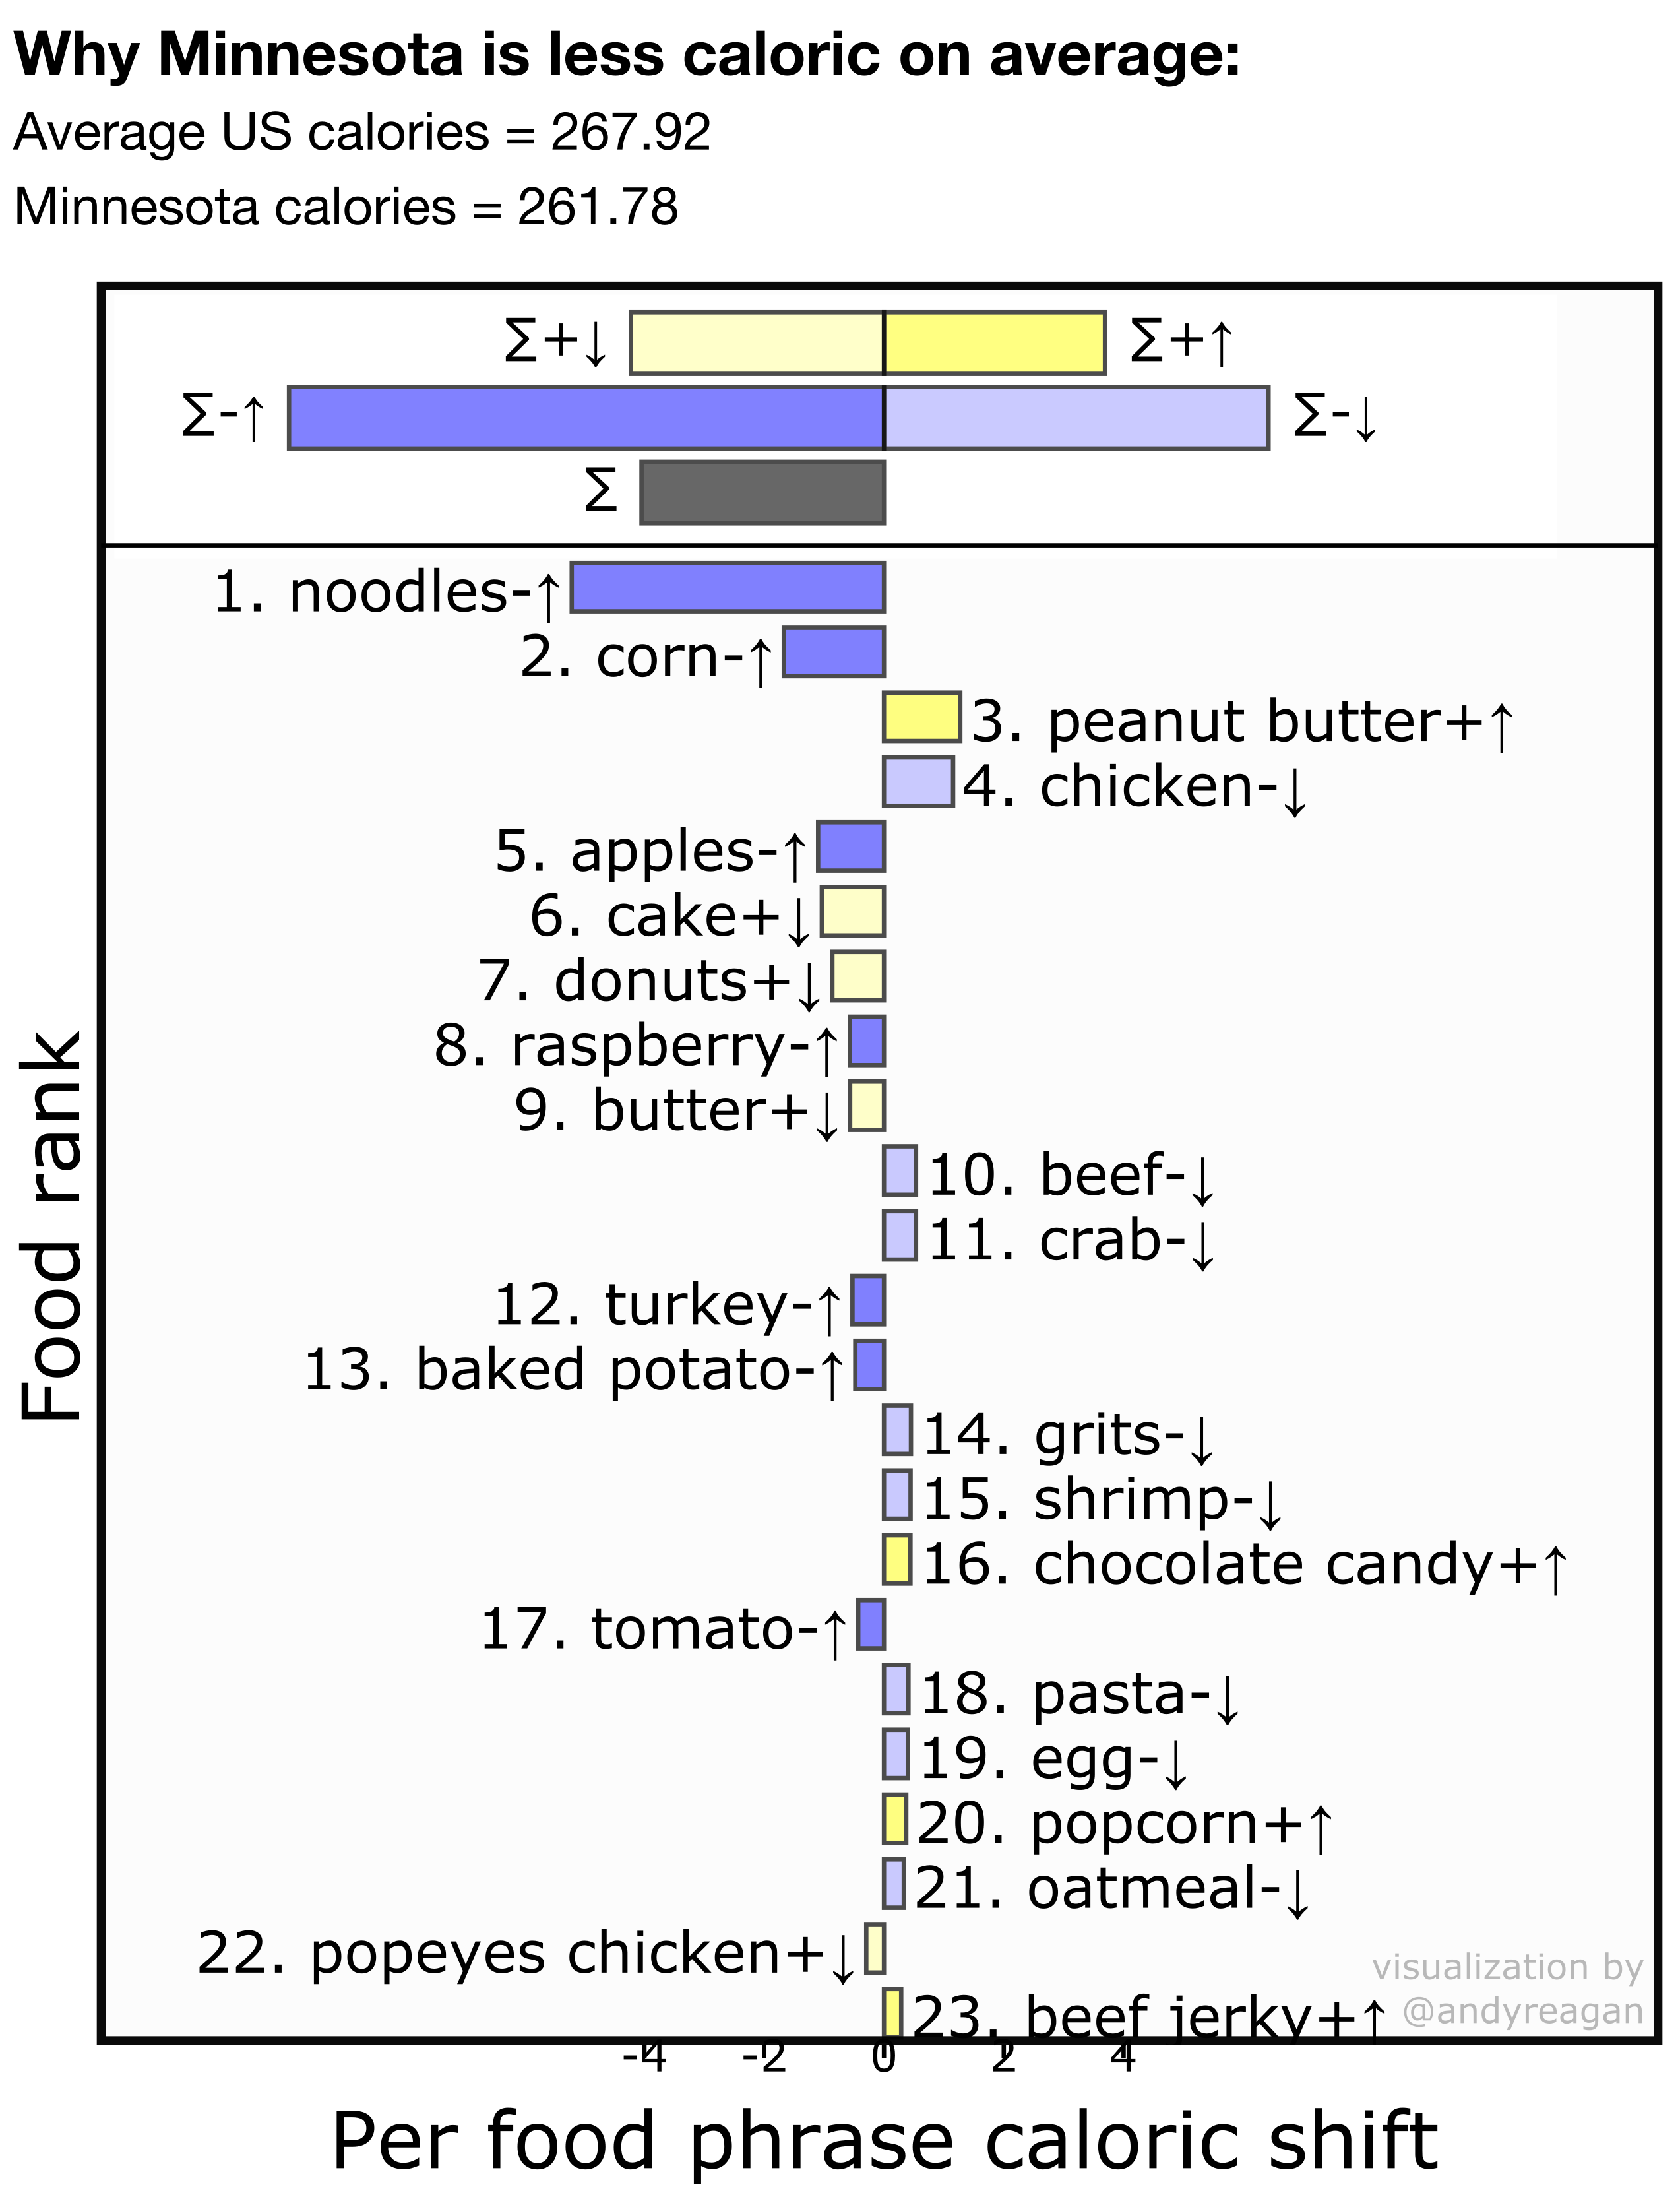 Why Minnesota is less caloric on average:
Average US calories = 267.92
Minnesota calories = 261.78
Σ+↓ Σ+↑
Σ-↑ Σ-↓
Σ
1. noodles-↑
2. corn-↑
3. peanut butter+↑
4. chicken-↓
5. apples-↑
6. cake+↓
7. donuts+↓
8. raspberry-↑
9. butter+↓
10. beef-↓
11. crab-↓
12. turkey-↑
13. baked potato-↑
14. grits-↓
15. shrimp-↓
16. chocolate candy+↑
17. tomato-↑
18. pasta-↓
19. egg-↓
20. popcorn+↑
21. oatmeal-↓
22. popeyes chicken+↓
23. beef jerky+↑
visualization by
@andyreagan
Food rank
-4 -2 0 2 4
Per food phrase caloric shift